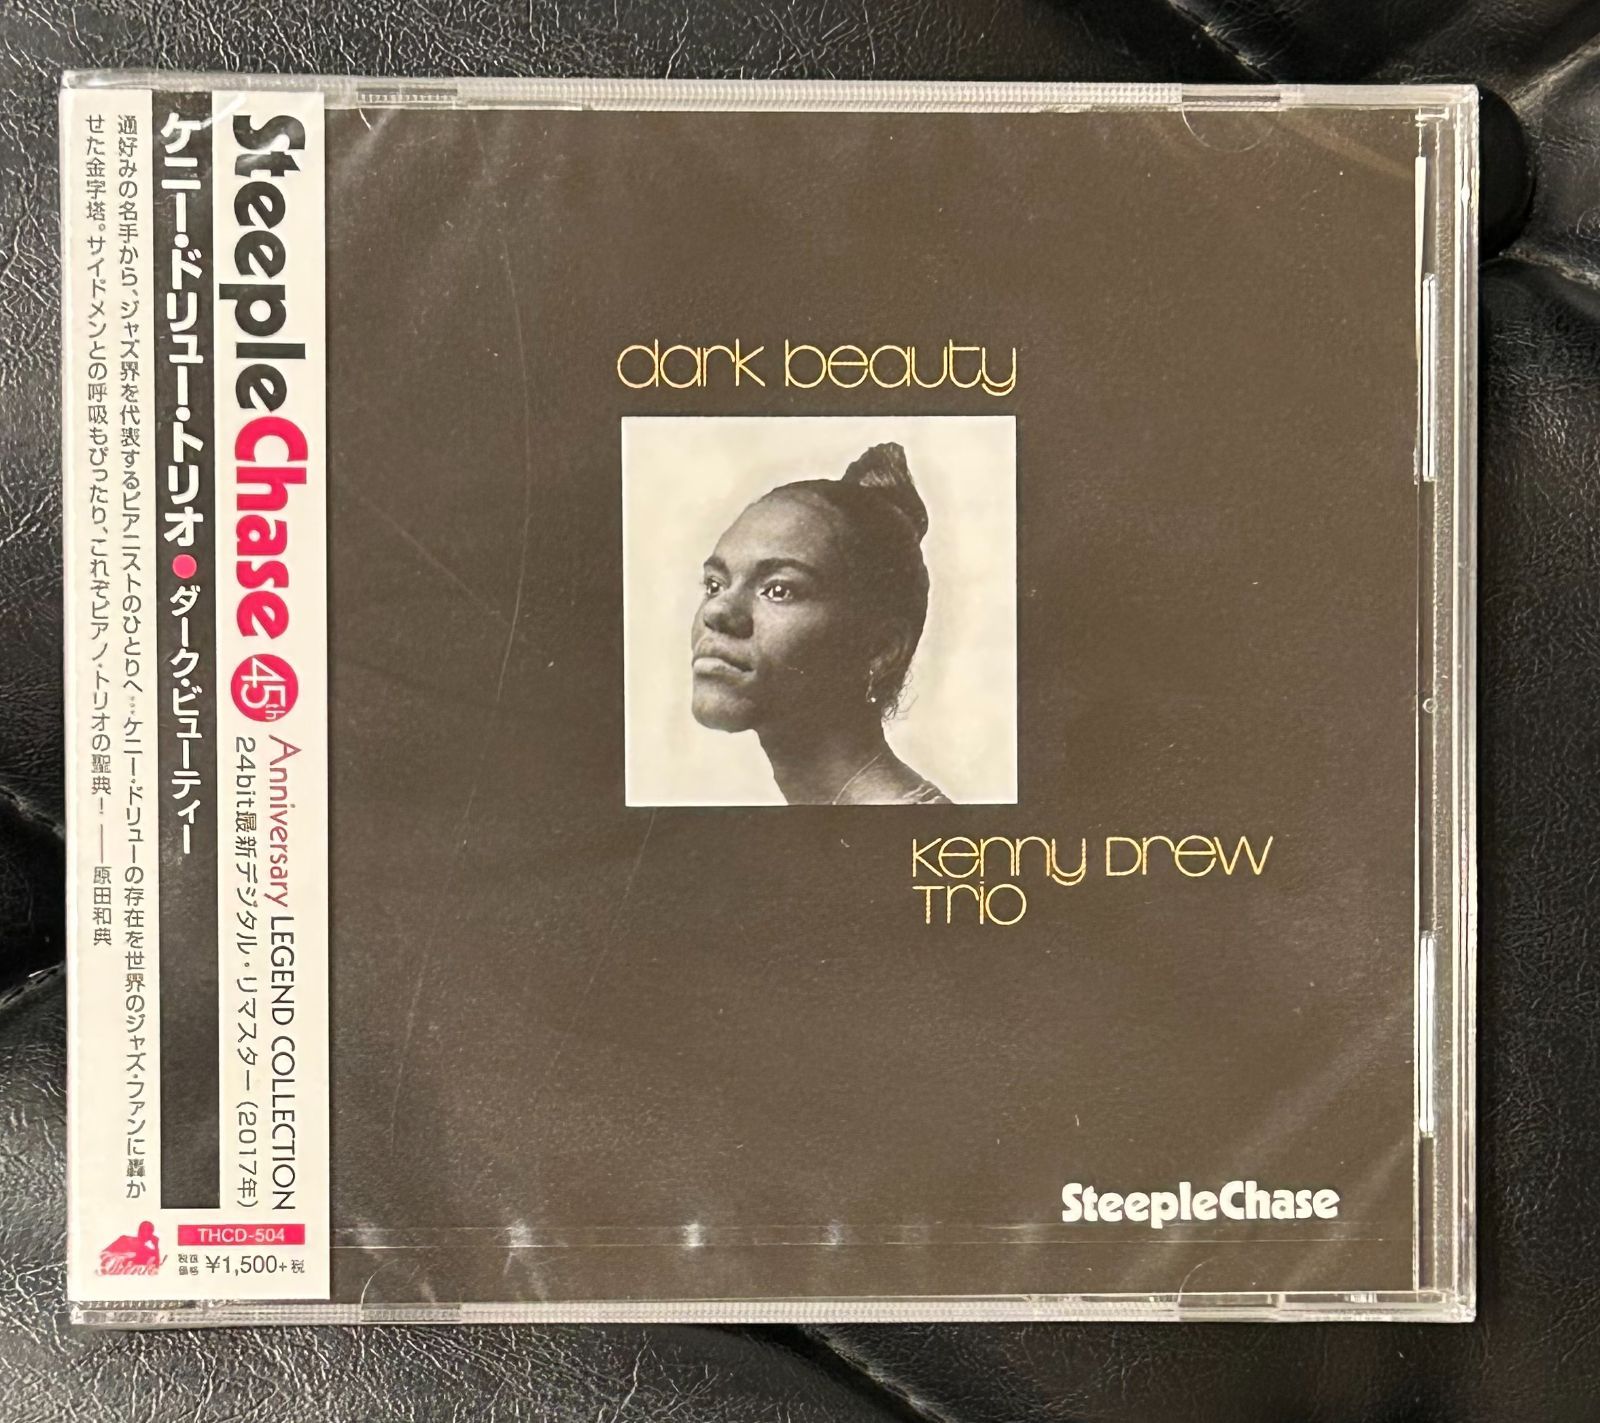 通好みの名手から、ジャズ界を代表するピアニストのひとりへ…ケニー・ドリューの存在を世界のジャズ・ファンに轟か
せた金字塔。サイドメンとの呼吸もぴったり、これぞピアノ・トリオの聖典！――原田和典
ケニー・ドリュー・トリオ●ダーク・ビューティー
SteepleChase 45th Anniversary LEGEND COLLECTION
24bit最新デジタル・リマスター(2017年)
THCD-504
税抜
価格 ¥1,500+税
Think!
dark beauty
Kenny Drew
Trio
SteepleChase